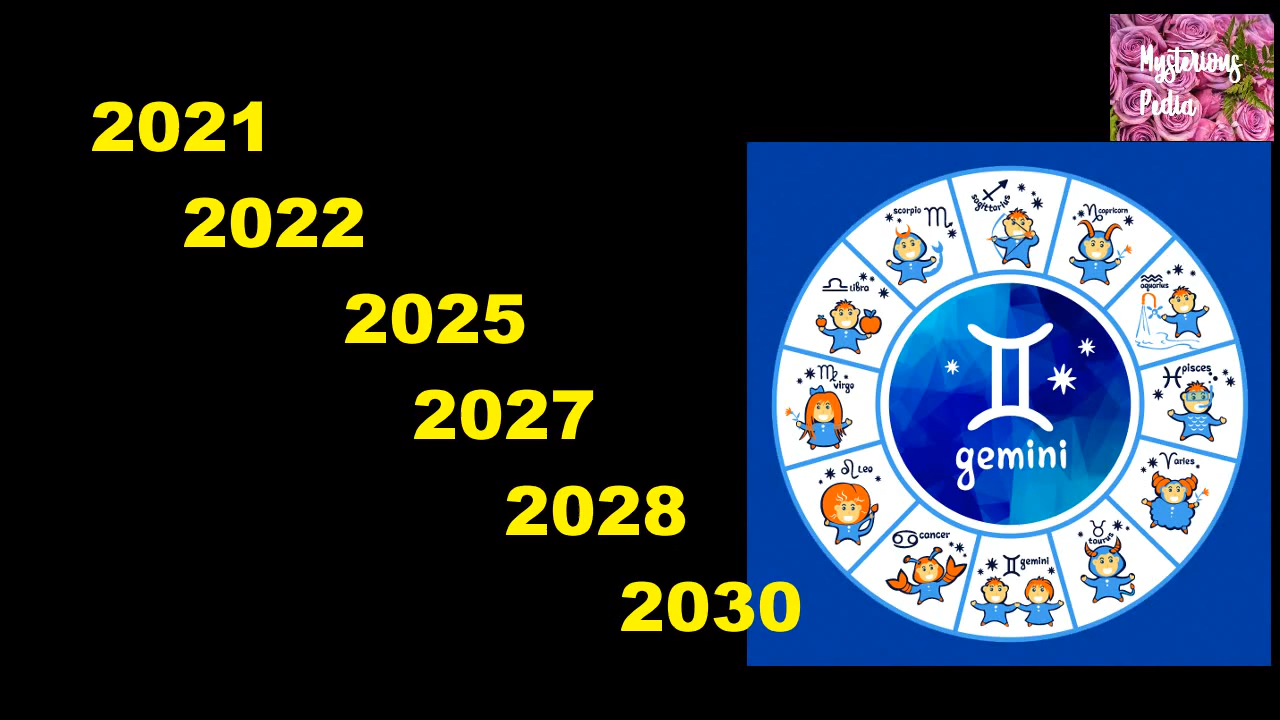 Mysterious
Pedia
2021
2022
2025
2027
2028
2030
sagittarius
capricorn
aquarius
pisces
aries
taurus
gemini
cancer
Leo
virgo
libra
scorpio
gemini